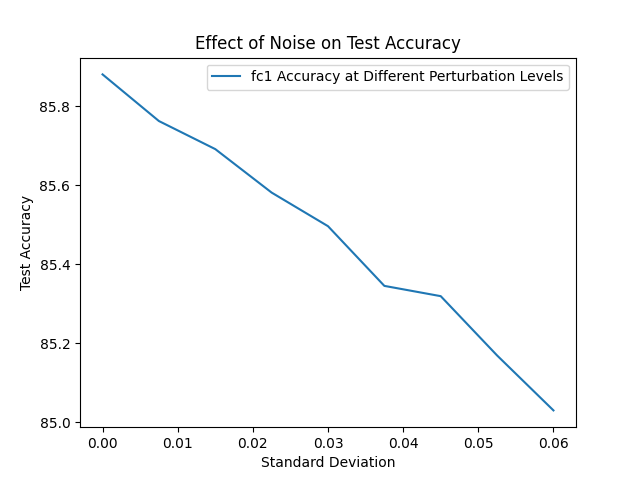 Effect of Noise on Test Accuracy
fc1 Accuracy at Different Perturbation Levels
85.8
85.6
85.4
85.2
85.0
Test Accuracy
0.00 0.01 0.02 0.03 0.04 0.05 0.06
Standard Deviation